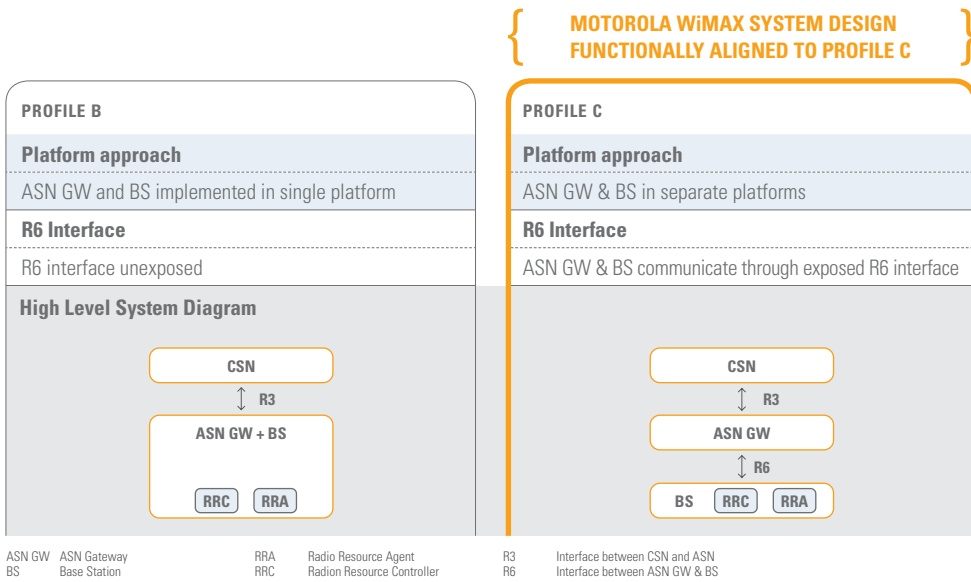 MOTOROLA WiMAX SYSTEM DESIGN
FUNCTIONALLY ALIGNED TO PROFILE C
PROFILE B
Platform approach
ASN GW and BS implemented in single platform
R6 Interface
R6 interface unexposed
High Level System Diagram
CSN
R3
ASN GW + BS
RRC RRA
PROFILE C
Platform approach
ASN GW & BS in separate platforms
R6 Interface
ASN GW & BS communicate through exposed R6 interface
CSN
R3
ASN GW
R6
BS RRC RRA
ASN GW ASN Gateway
BS Base Station
RRA Radio Resource Agent
RRC Radion Resource Controller
R3 Interface between CSN and ASN
R6 Interface between ASN GW & BS